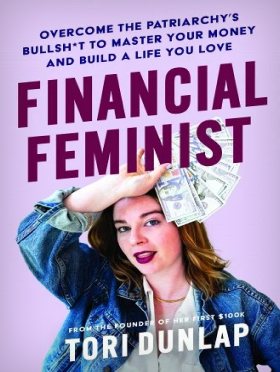 OVERCOME THE PATRIARCHY'S
BULLSH*T TO MASTER YOUR MONEY
AND BUILD A LIFE YOU LOVE
FINANCIAL
FEMINIST
FROM THE FOUNDER OF HER FIRST $100K
TORI DUNLAP